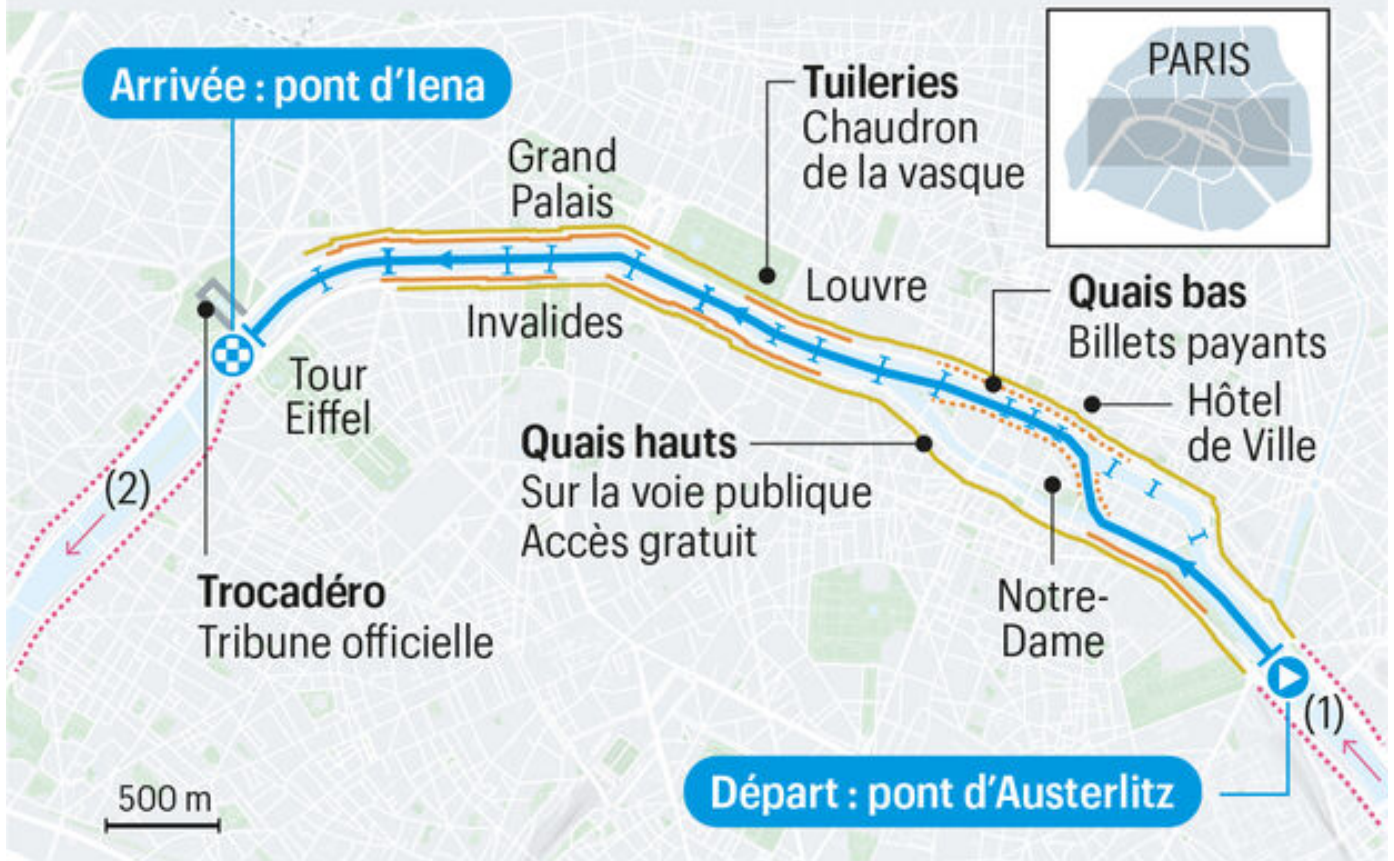 Arrivée : pont d'Iena
PARIS
Tuileries
Chaudron
de la vasque
Grand
Palais
Louvre
Quais bas
Billets payants
Invalides
Tour
Eiffel
Hôtel
de Ville
Quais hauts
Sur la voie publique
Accès gratuit
(2)
Trocadéro
Tribune officielle
Notre-
Dame
(1)
500 m
Départ : pont d'Austerlitz